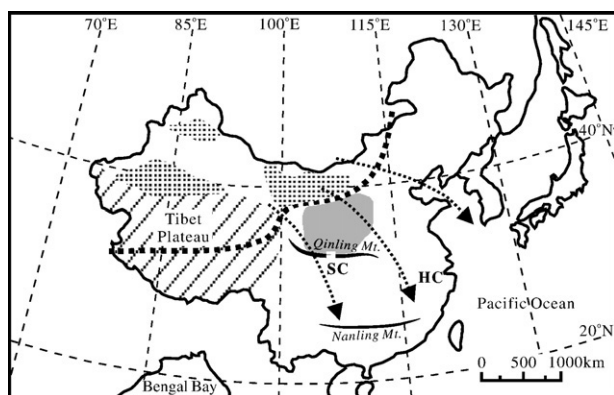 70°E 85°E 100°E 115°E 130°E 145°E
40°N
Tibet
Plateau
Qinling Mt.
SC
HC
Pacific Ocean
Nanling Mt.
20°N
0 500 1000km
Bengal Bay